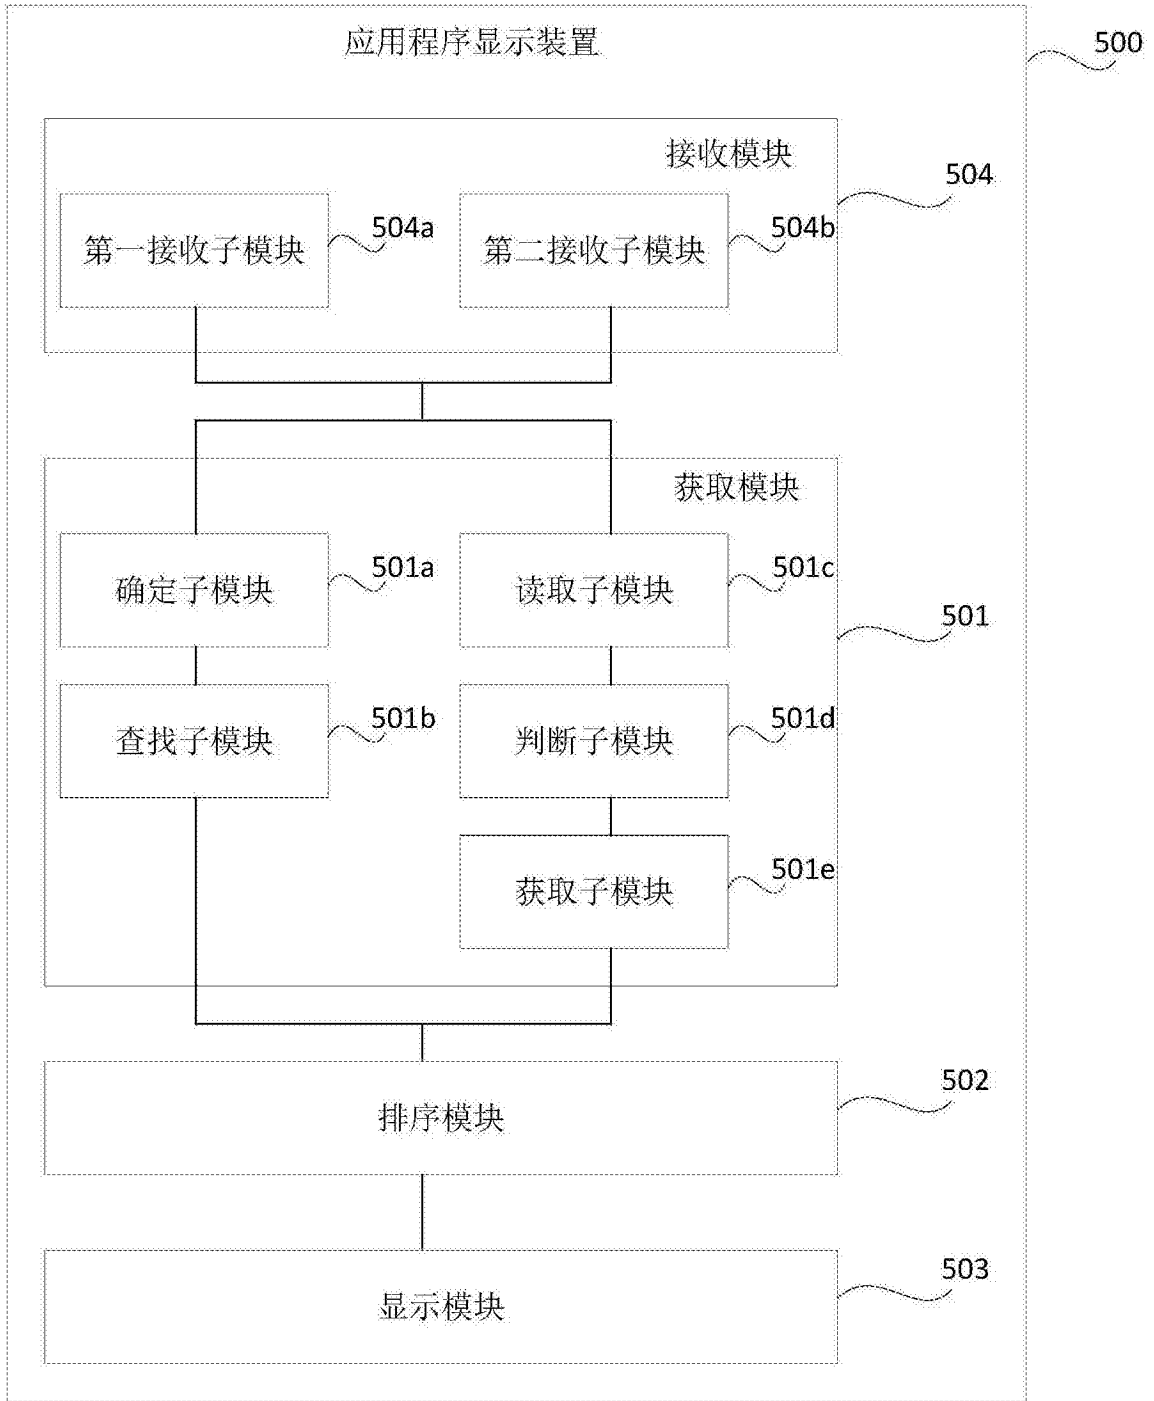 应用程序显示装置
500
接收模块
504
第一接收子模块
504a
第二接收子模块
504b
获取模块
501
确定子模块
501a
读取子模块
501c
查找子模块
501b
判断子模块
501d
获取子模块
501e
排序模块
502
显示模块
503